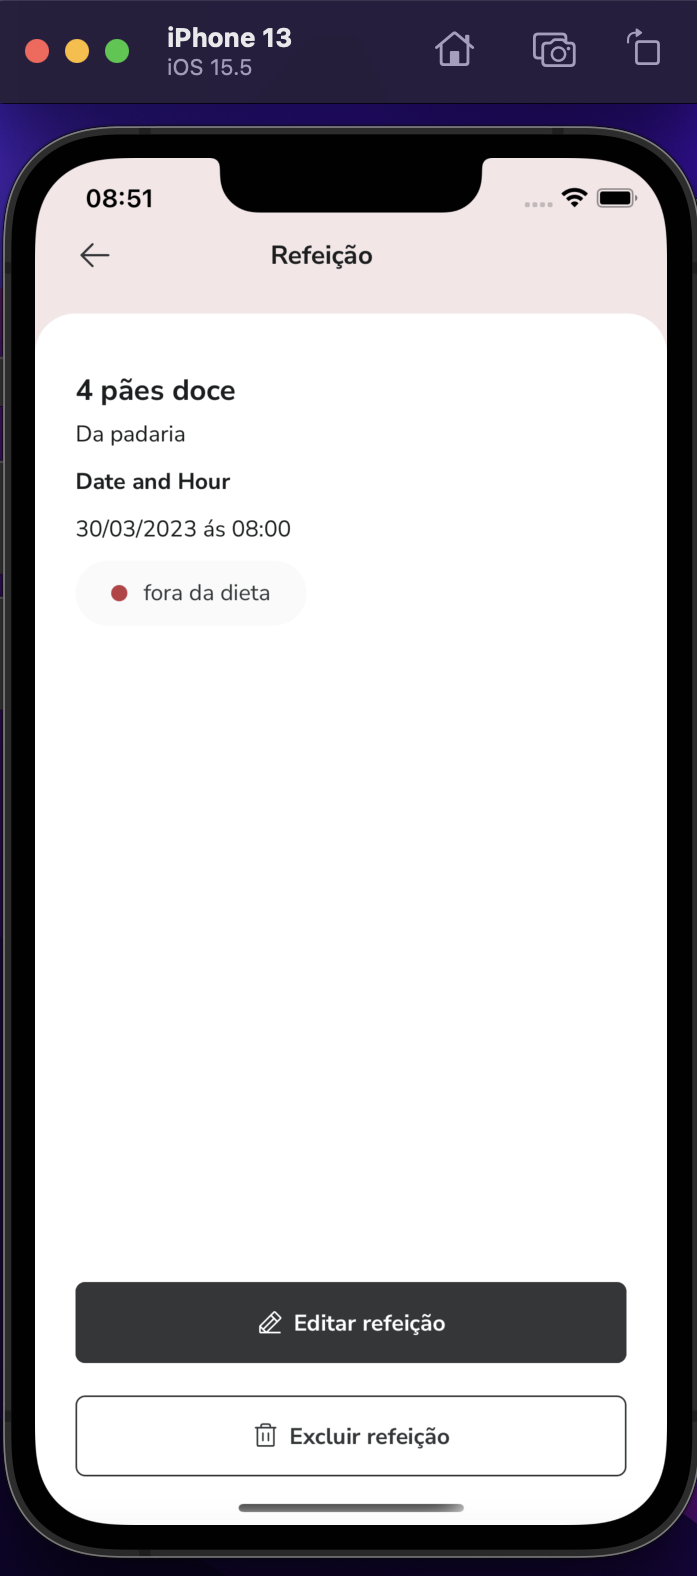 iPhone 13
iOS 15.5
08:51
Refeição
4 pães doce
Da padaria
Date and Hour
30/03/2023 ás 08:00
fora da dieta
Editar refeição
Excluir refeição